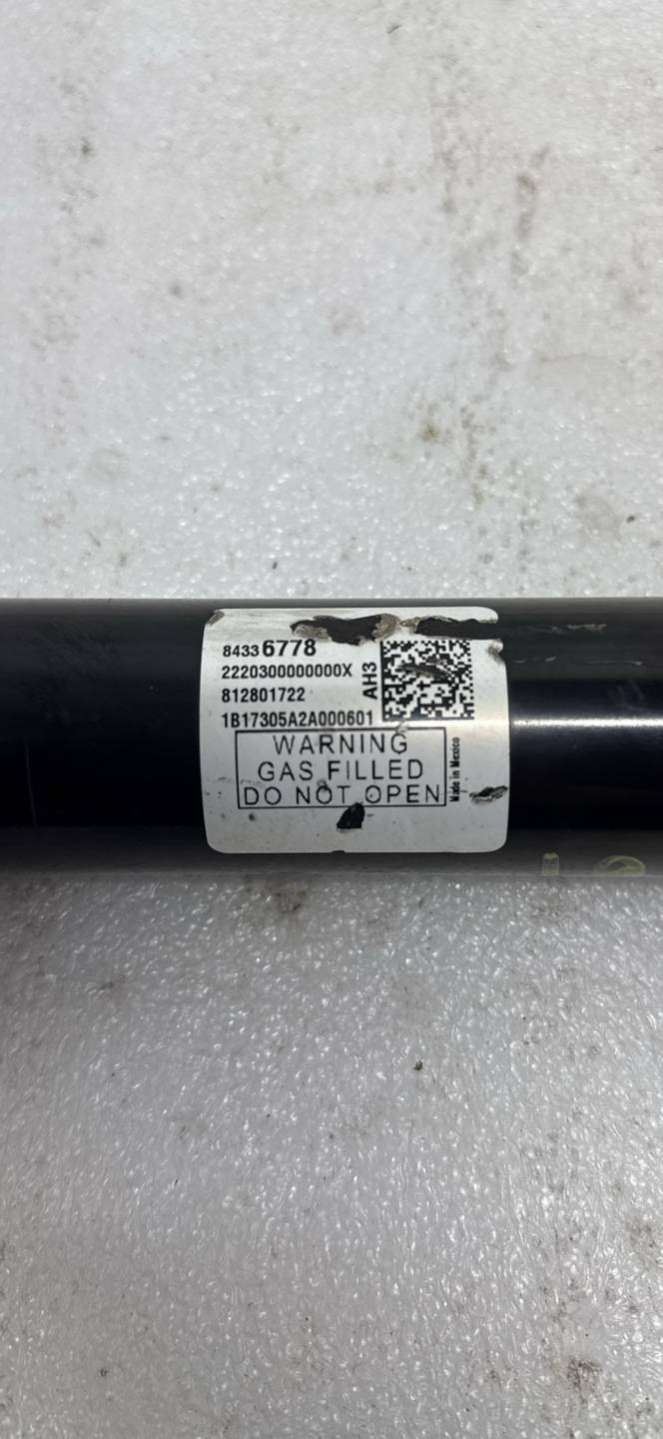 84336778
2220300000000X
812801722
1B17305A2A000601
AH3
WARNING
GAS FILLED
DO NOT OPEN
Made in Mexico